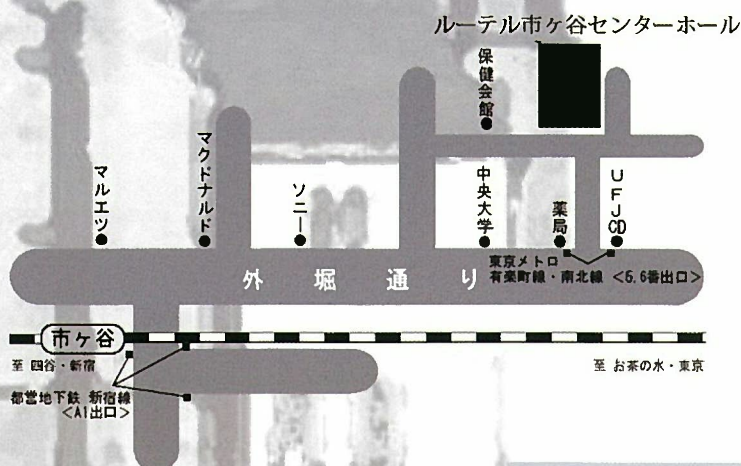 ルーテル市ケ谷センターホール
保健会館
マクドナルド
マルエツ
ソニー
中央大学
薬局
UFJCD
東京メトロ
有楽町線・南北線 <5,6番出口>
外堀通り
市ヶ谷
至 四谷・新宿
至 お茶の水・東京
都営地下鉄 新宿線
<A1出口>